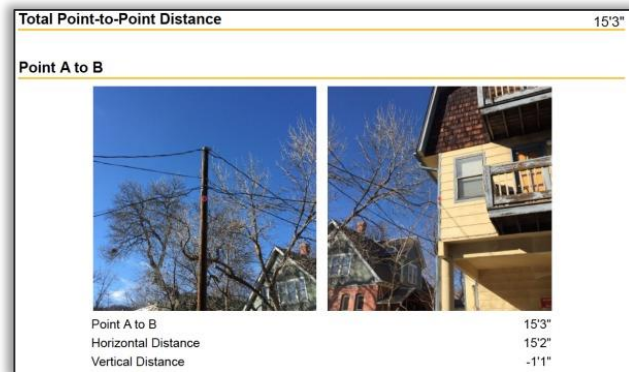 Total Point-to-Point Distance 15'3"
Point A to B
Point A to B 15'3"
Horizontal Distance 15'2"
Vertical Distance -1'1"